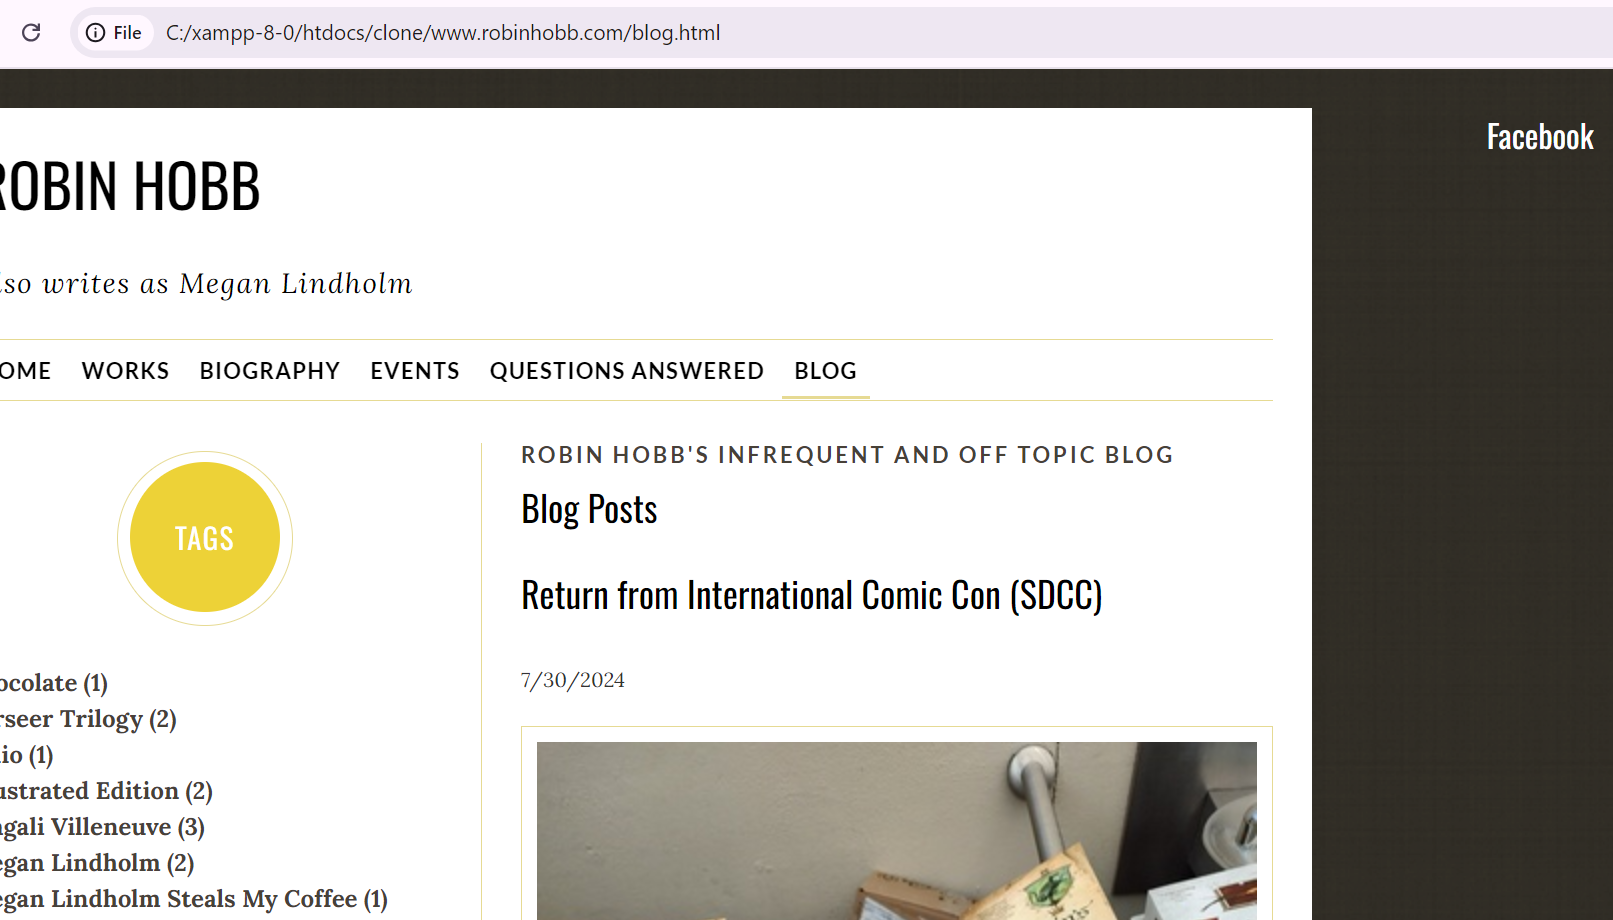 File C:/xampp-8-0/htdocs/clone/www.robinhobb.com/blog.html
Facebook
ROBIN HOBB
lso writes as Megan Lindholm
OME WORKS BIOGRAPHY EVENTS QUESTIONS ANSWERED BLOG
TAGS
ocolate (1)
rseer Trilogy (2)
io (1)
ustrated Edition (2)
gali Villeneuve (3)
egan Lindholm (2)
egan Lindholm Steals My Coffee (1)
ROBIN HOBB'S INFREQUENT AND OFF TOPIC BLOG
Blog Posts
Return from International Comic Con (SDCC)
7/30/2024